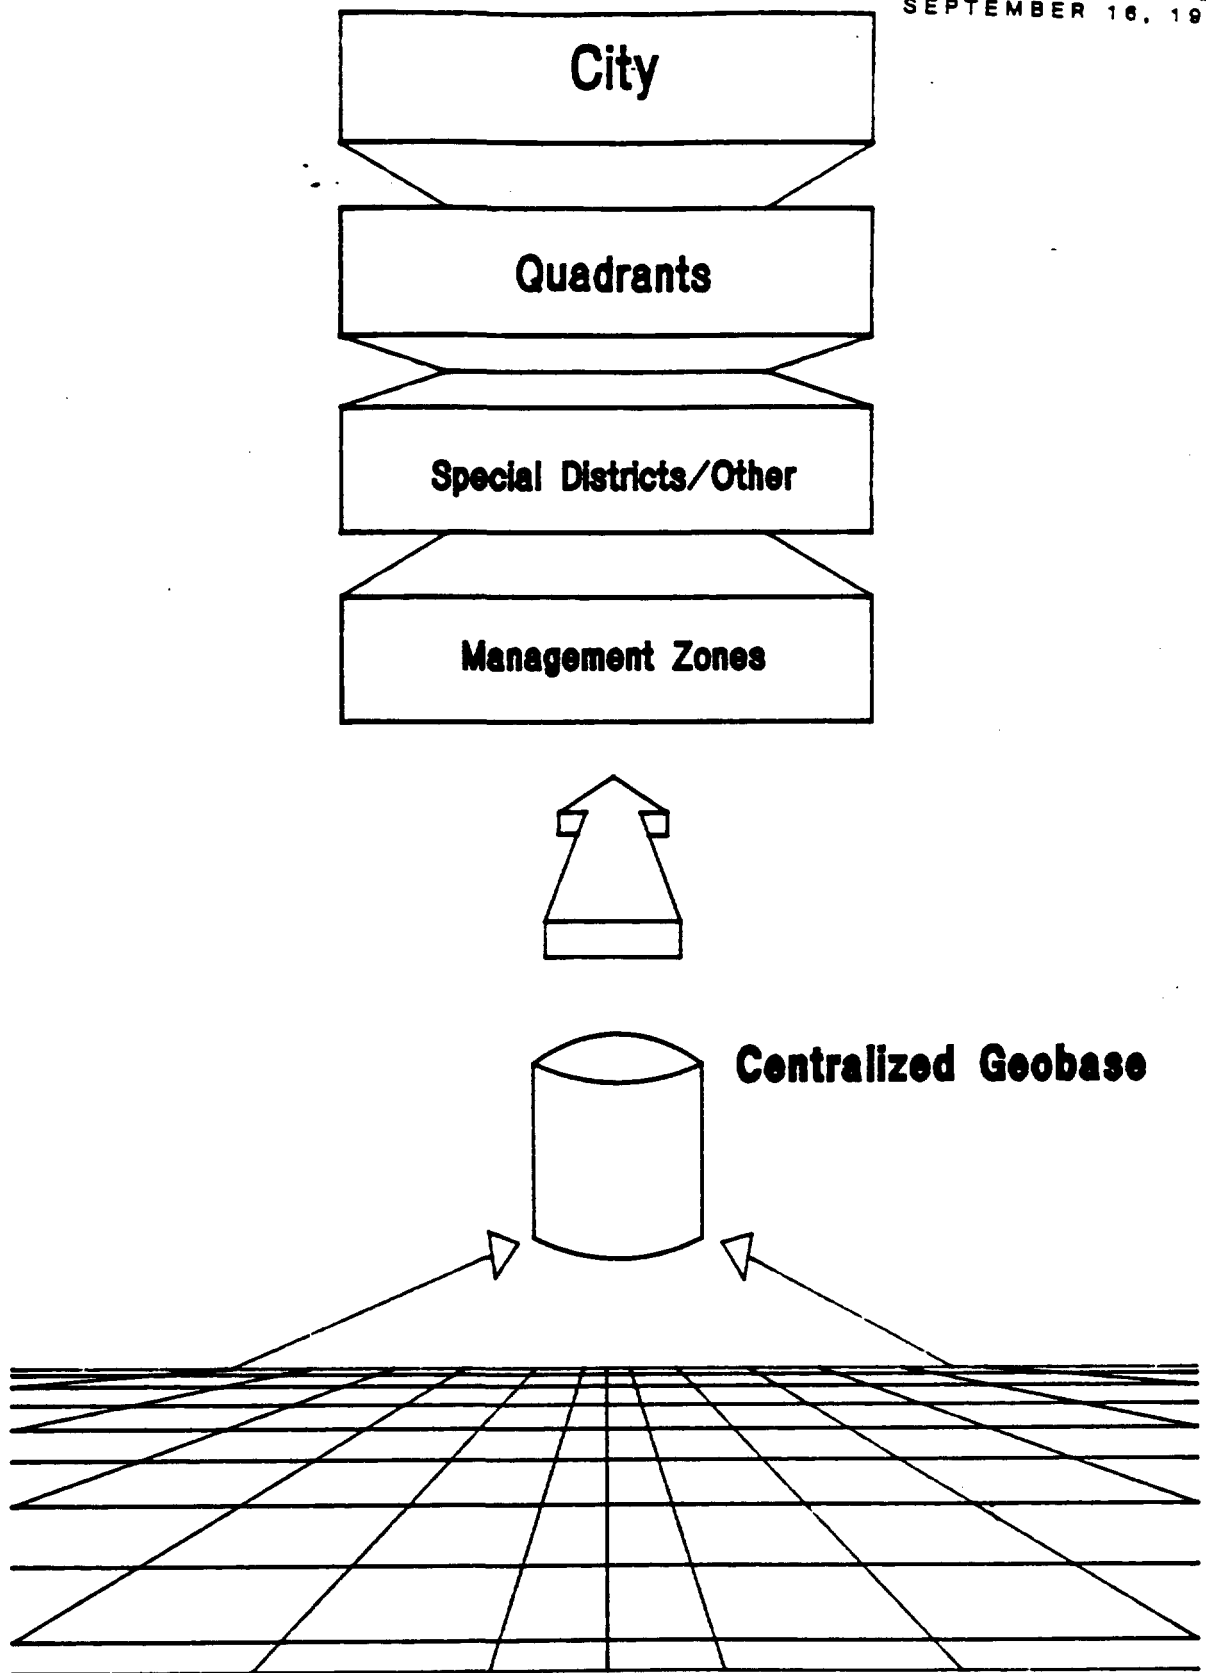 SEPTEMBER 16, 19
City
Quadrants
Special Districts/Other
Management Zones
Centralized Geobase